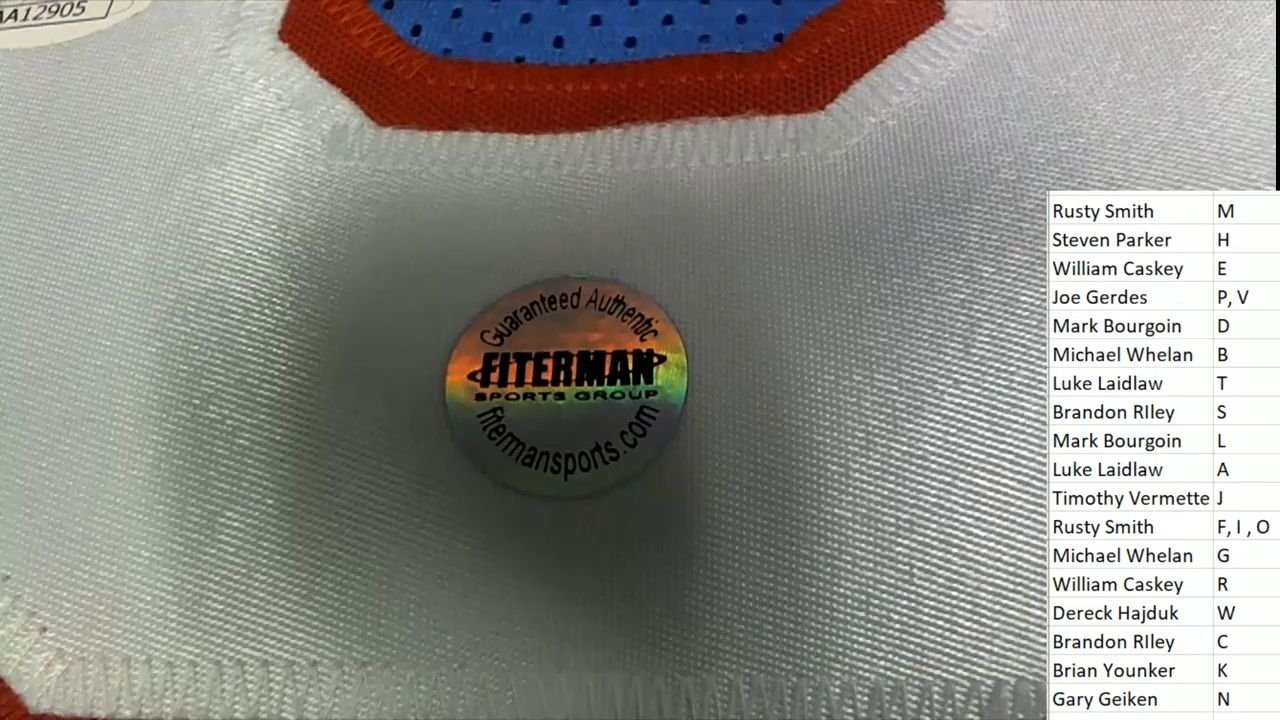 AA12905
Guaranteed Authentic
FITERMAN
SPORTS GROUP
fitermansports.com
Rusty Smith M
Steven Parker H
William Caskey E
Joe Gerdes P, V
Mark Bourgoin D
Michael Whelan B
Luke Laidlaw T
Brandon RIley S
Mark Bourgoin L
Luke Laidlaw A
Timothy Vermette J
Rusty Smith F, I , O
Michael Whelan G
William Caskey R
Dereck Hajduk W
Brandon RIley C
Brian Younker K
Gary Geiken N